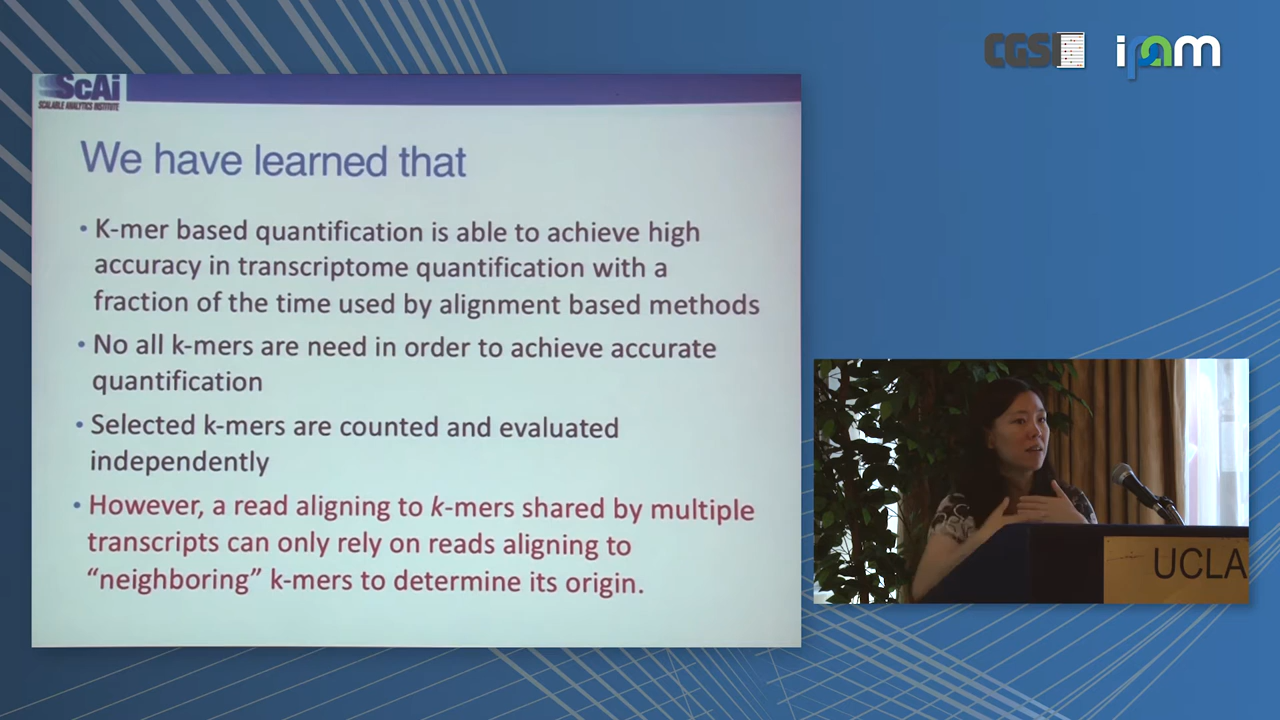 CGSI
ipam
ScAi
SCALABLE ANALYTICS INSTITUTE
We have learned that
• K-mer based quantification is able to achieve high
accuracy in transcriptome quantification with a
fraction of the time used by alignment based methods
• No all k-mers are need in order to achieve accurate
quantification
• Selected k-mers are counted and evaluated
independently
• However, a read aligning to k-mers shared by multiple
transcripts can only rely on reads aligning to
“neighboring” k-mers to determine its origin.
UCLA